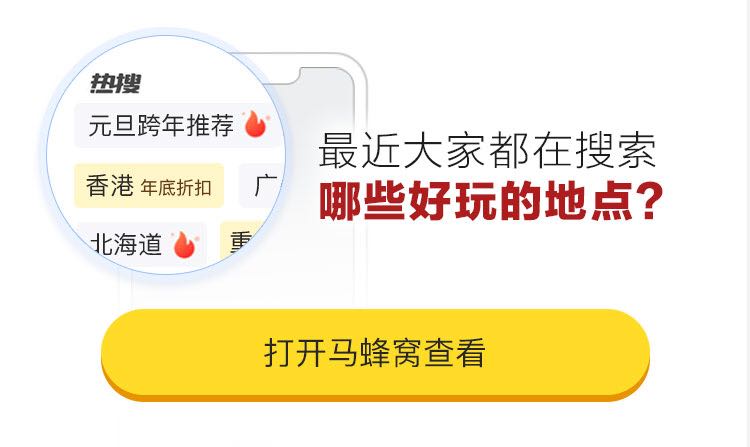 热搜
元旦跨年推荐
香港 年底折扣 广
北海道 重
最近大家都在搜索
哪些好玩的地点?
打开马蜂窝查看